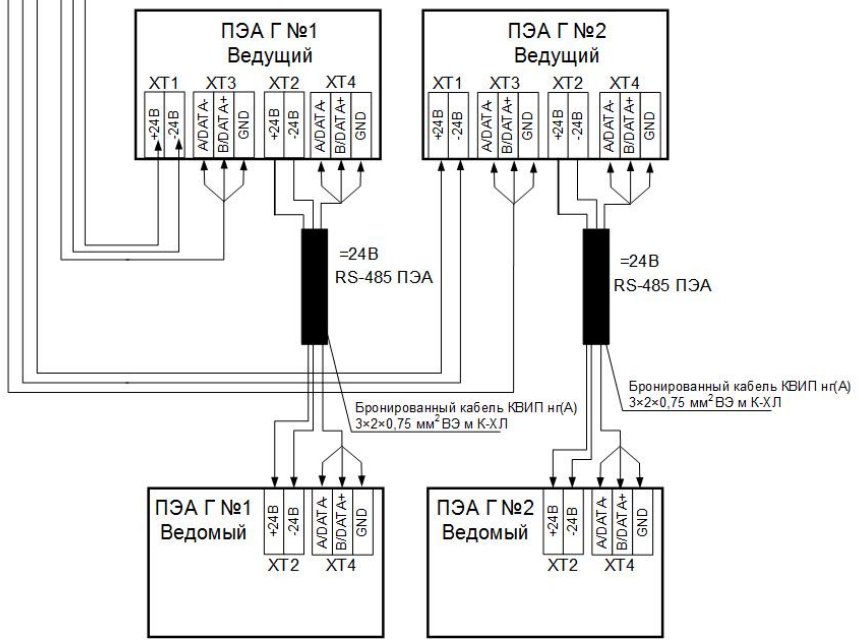 ПЭА Г №1
Ведущий
XT1 XT3 XT2 XT4
+24В -24В A/DATA- B/DATA+ GND +24В -24В A/DATA- B/DATA+ GND
ПЭА Г №2
Ведущий
XT1 XT3 XT2 XT4
+24В -24В A/DATA- B/DATA+ GND +24В -24В A/DATA- B/DATA+ GND
=24В
RS-485 ПЭА
=24В
RS-485 ПЭА
Бронированный кабель КВИП нг(А)
3×2×0,75 мм² ВЭ м К-ХЛ
Бронированный кабель КВИП нг(А)
3×2×0,75 мм² ВЭ м К-ХЛ
ПЭА Г №1
Ведомый
+24В -24В A/DATA- B/DATA+ GND
XT2 XT4
ПЭА Г №2
Ведомый
+24В -24В A/DATA- B/DATA+ GND
XT2 XT4